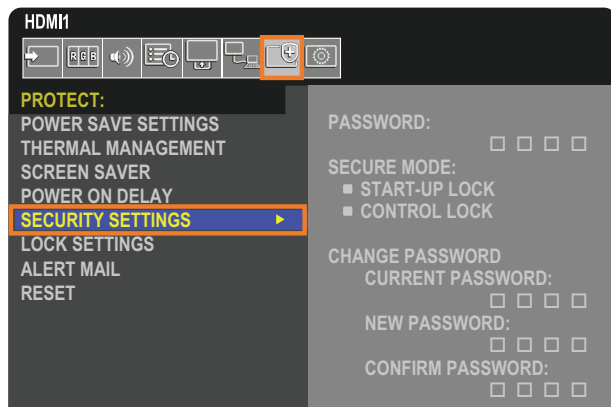 HDMI1
RGB
PROTECT:
POWER SAVE SETTINGS
THERMAL MANAGEMENT
SCREEN SAVER
POWER ON DELAY
SECURITY SETTINGS
LOCK SETTINGS
ALERT MAIL
RESET
PASSWORD:
SECURE MODE:
START-UP LOCK
CONTROL LOCK
CHANGE PASSWORD
CURRENT PASSWORD:
NEW PASSWORD:
CONFIRM PASSWORD: